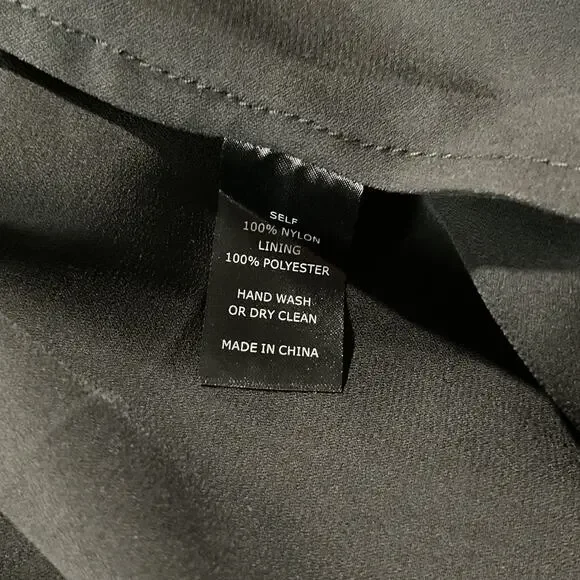 SELF
100% NYLON
LINING
100% POLYESTER
HAND WASH
OR DRY CLEAN
MADE IN CHINA